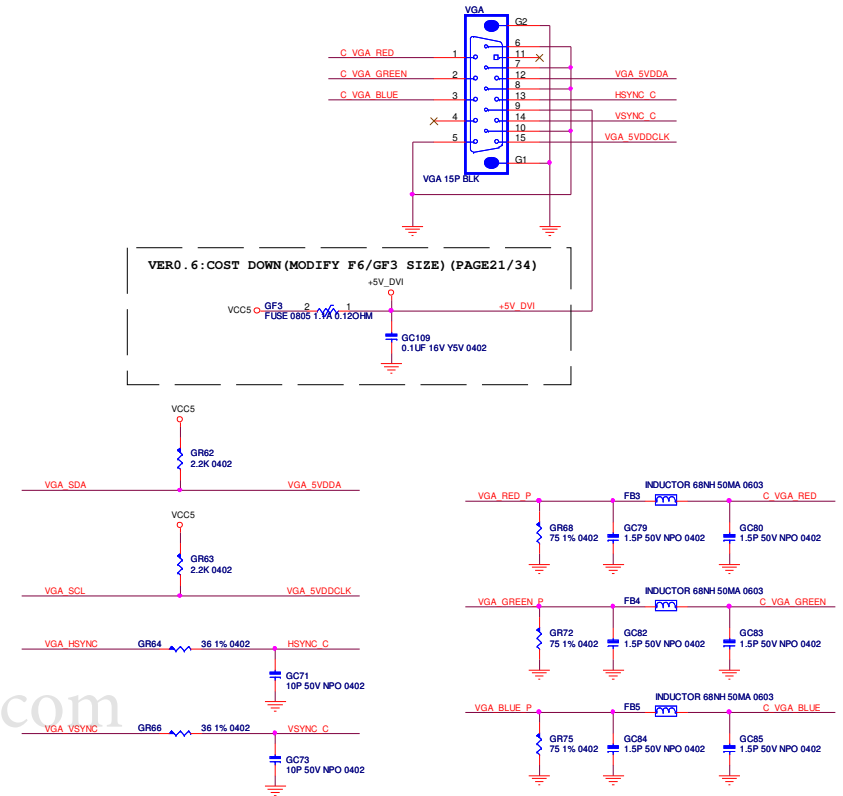 VGA
G2
6
C_VGA_RED 1 11
7
C_VGA_GREEN 2 12 VGA_5VDDA
8
C_VGA_BLUE 3 13 HSYNC_C
9
4 14 VSYNC_C
10
5 15 VGA_5VDDCLK
G1
VGA 15P BLK
VER0.6:COST DOWN(MODIFY F6/GF3 SIZE)(PAGE21/34)
+5V_DVI
VCC5 GF3 2 1 +5V_DVI
FUSE 0805 1.1A 0.12OHM
GC109
0.1UF 16V Y5V 0402
VCC5
GR62
2.2K 0402
VGA_SDA VGA_5VDDA
VCC5
GR63
2.2K 0402
VGA_SCL VGA_5VDDCLK
VGA_HSYNC GR64 36 1% 0402 HSYNC_C
GC71
10P 50V NPO 0402
com
VGA_VSYNC GR66 36 1% 0402 VSYNC_C
GC73
10P 50V NPO 0402
INDUCTOR 68NH 50MA 0603
VGA_RED_P FB3 C_VGA_RED
GR68 GC79 GC80
75 1% 0402 1.5P 50V NPO 0402 1.5P 50V NPO 0402
INDUCTOR 68NH 50MA 0603
VGA_GREEN_P FB4 C_VGA_GREEN
GR72 GC82 GC83
75 1% 0402 1.5P 50V NPO 0402 1.5P 50V NPO 0402
INDUCTOR 68NH 50MA 0603
VGA_BLUE_P FB5 C_VGA_BLUE
GR75 GC84 GC85
75 1% 0402 1.5P 50V NPO 0402 1.5P 50V NPO 0402